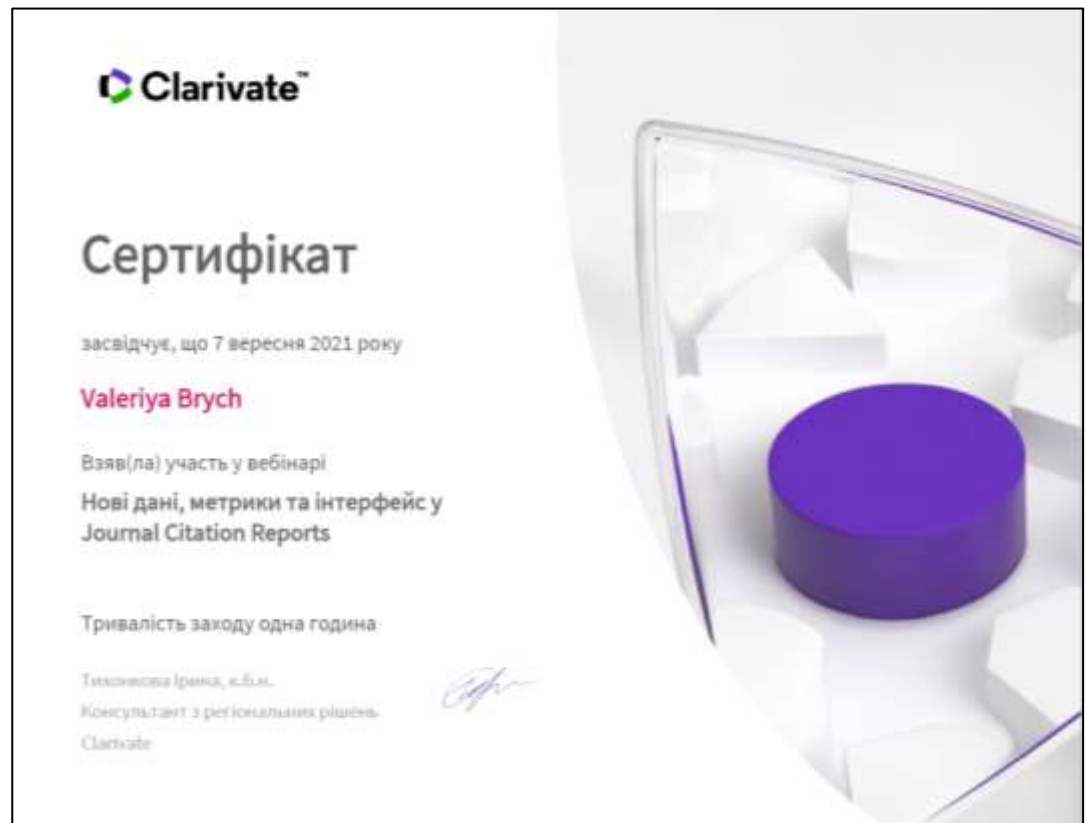 Clarivate™
Сертифікат
засвідчує, що 7 вересня 2021 року
Valeriya Brych
Взяв(ла) участь у вебінарі
Нові дані, метрики та інтерфейс у
Journal Citation Reports
Тривалість заходу одна година
Тихонкова Ірина, к.б.н.
Консультант з регіональних рішень
Clarivate